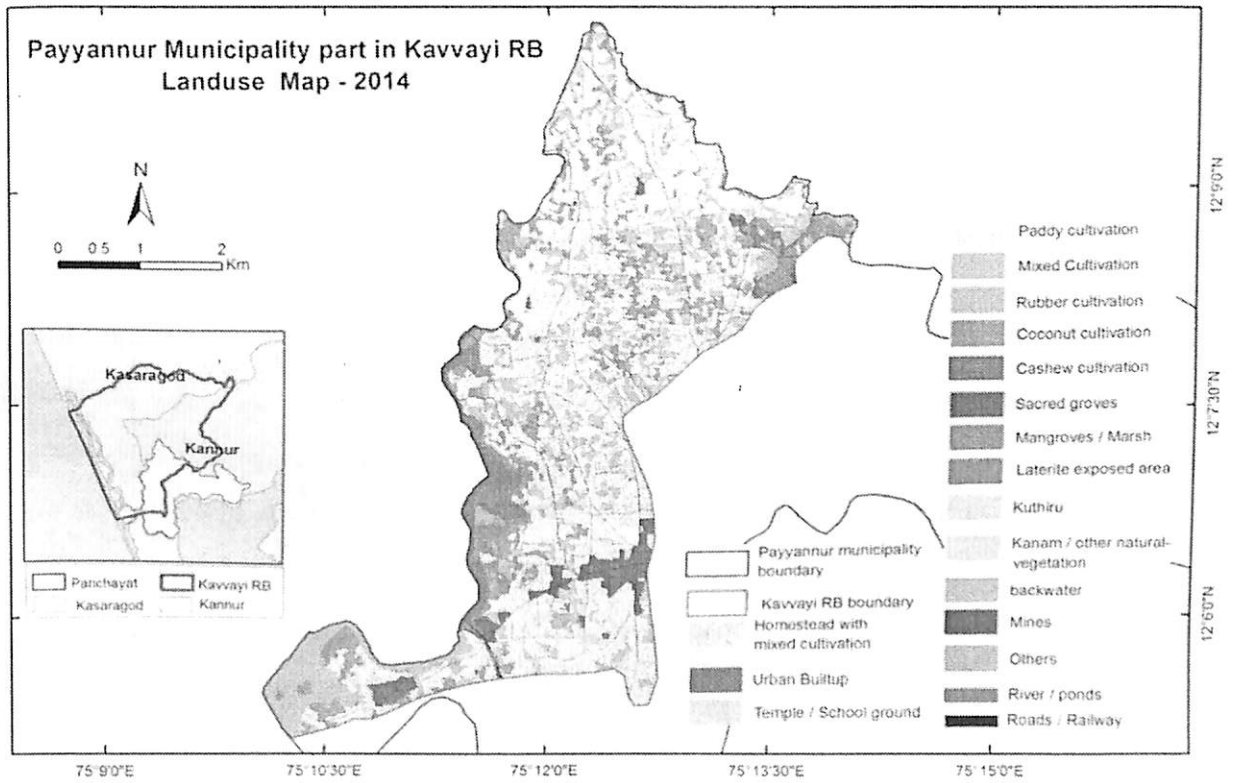 Payyannur Municipality part in Kavvayi RB
Landuse Map - 2014
N
0 0.5 1 2
Km
Kasaragod
Kannur
Panchayat
Kavvayi RB
Kasaragod
Kannur
Payyannur municipality
boundary
Kavvayi RB boundary
Homestead with
mixed cultivation
Urban Builtup
Temple / School ground
Paddy cultivation
Mixed Cultivation
Rubber cultivation
Coconut cultivation
Cashew cultivation
Sacred groves
Mangroves / Marsh
Laterite exposed area
Kuthiru
Kanam / other natural-
vegetation
backwater
Mines
Others
River / ponds
Roads / Railway
12°9'0"N
12°7'30"N
12°6'0"N
75°9'0"E
75°10'30"E
75°12'0"E
75°13'30"E
75°15'0"E